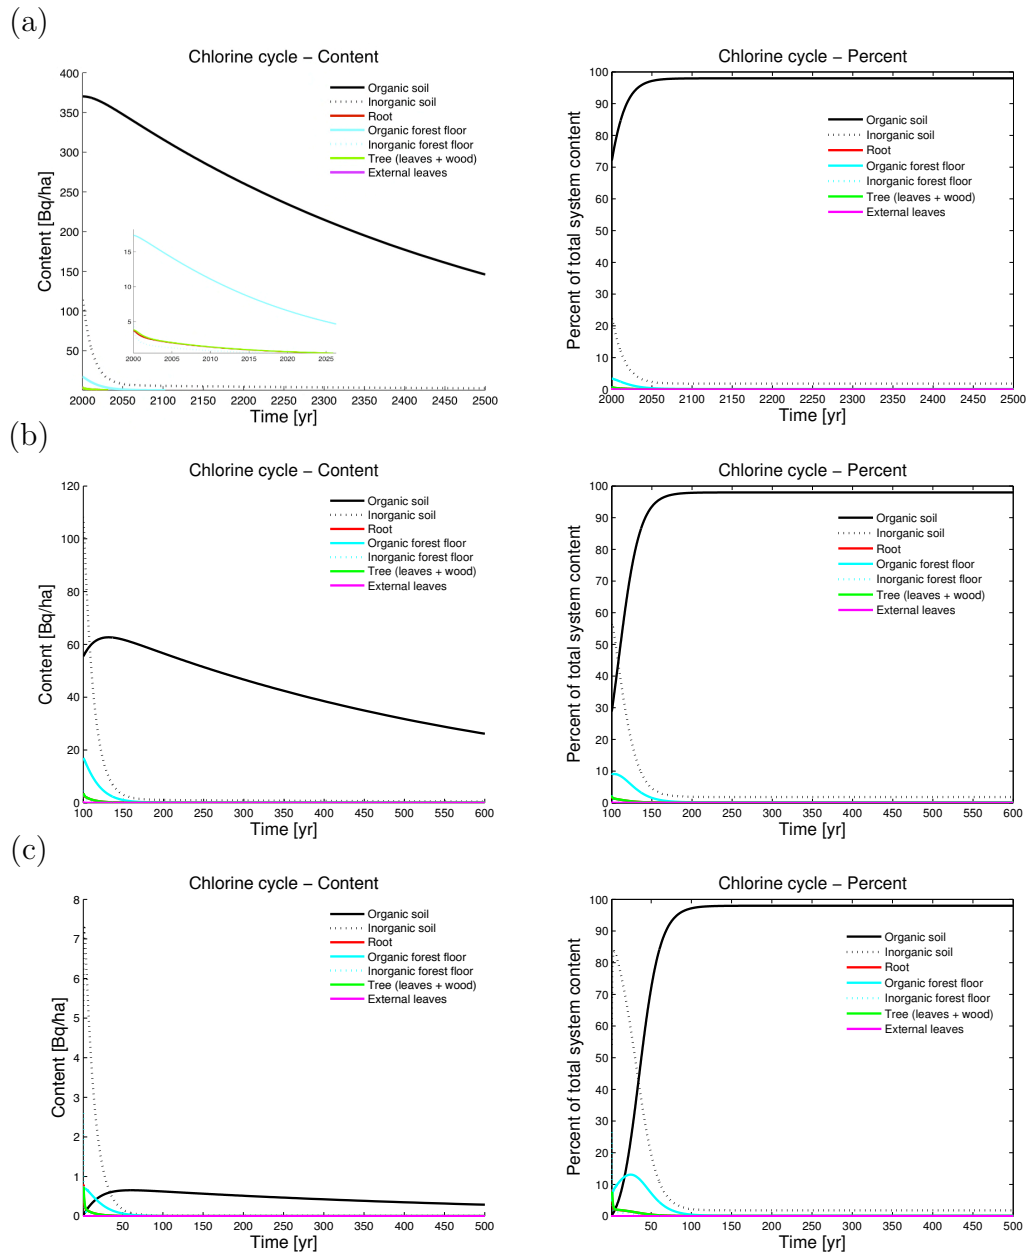 (a)
Chlorine cycle – Content
Content [Bq/ha]
400
350
300
250
200
150
100
50
2000 2050 2100 2150 2200 2250 2300 2350 2400 2450 2500
Time [yr]
Organic soil
Inorganic soil
Root
Organic forest floor
Inorganic forest floor
Tree (leaves + wood)
External leaves
15
10
5
2000 2005 2010 2015 2020 2025
Chlorine cycle – Percent
Percent of total system content
100
90
80
70
60
50
40
30
20
10
0
2000 2050 2100 2150 2200 2250 2300 2350 2400 2450 2500
Time [yr]
Organic soil
Inorganic soil
Root
Organic forest floor
Inorganic forest floor
Tree (leaves + wood)
External leaves
(b)
Chlorine cycle – Content
Content [Bq/ha]
120
100
80
60
40
20
0
100 150 200 250 300 350 400 450 500 550 600
Time [yr]
Organic soil
Inorganic soil
Root
Organic forest floor
Inorganic forest floor
Tree (leaves + wood)
External leaves
Chlorine cycle – Percent
Percent of total system content
100
90
80
70
60
50
40
30
20
10
0
100 150 200 250 300 350 400 450 500 550 600
Time [yr]
Organic soil
Inorganic soil
Root
Organic forest floor
Inorganic forest floor
Tree (leaves + wood)
External leaves
(c)
Chlorine cycle – Content
Content [Bq/ha]
8
7
6
5
4
3
2
1
0
50 100 150 200 250 300 350 400 450 500
Time [yr]
Organic soil
Inorganic soil
Root
Organic forest floor
Inorganic forest floor
Tree (leaves + wood)
External leaves
Chlorine cycle – Percent
Percent of total system content
100
90
80
70
60
50
40
30
20
10
0
50 100 150 200 250 300 350 400 450 500
Time [yr]
Organic soil
Inorganic soil
Root
Organic forest floor
Inorganic forest floor
Tree (leaves + wood)
External leaves